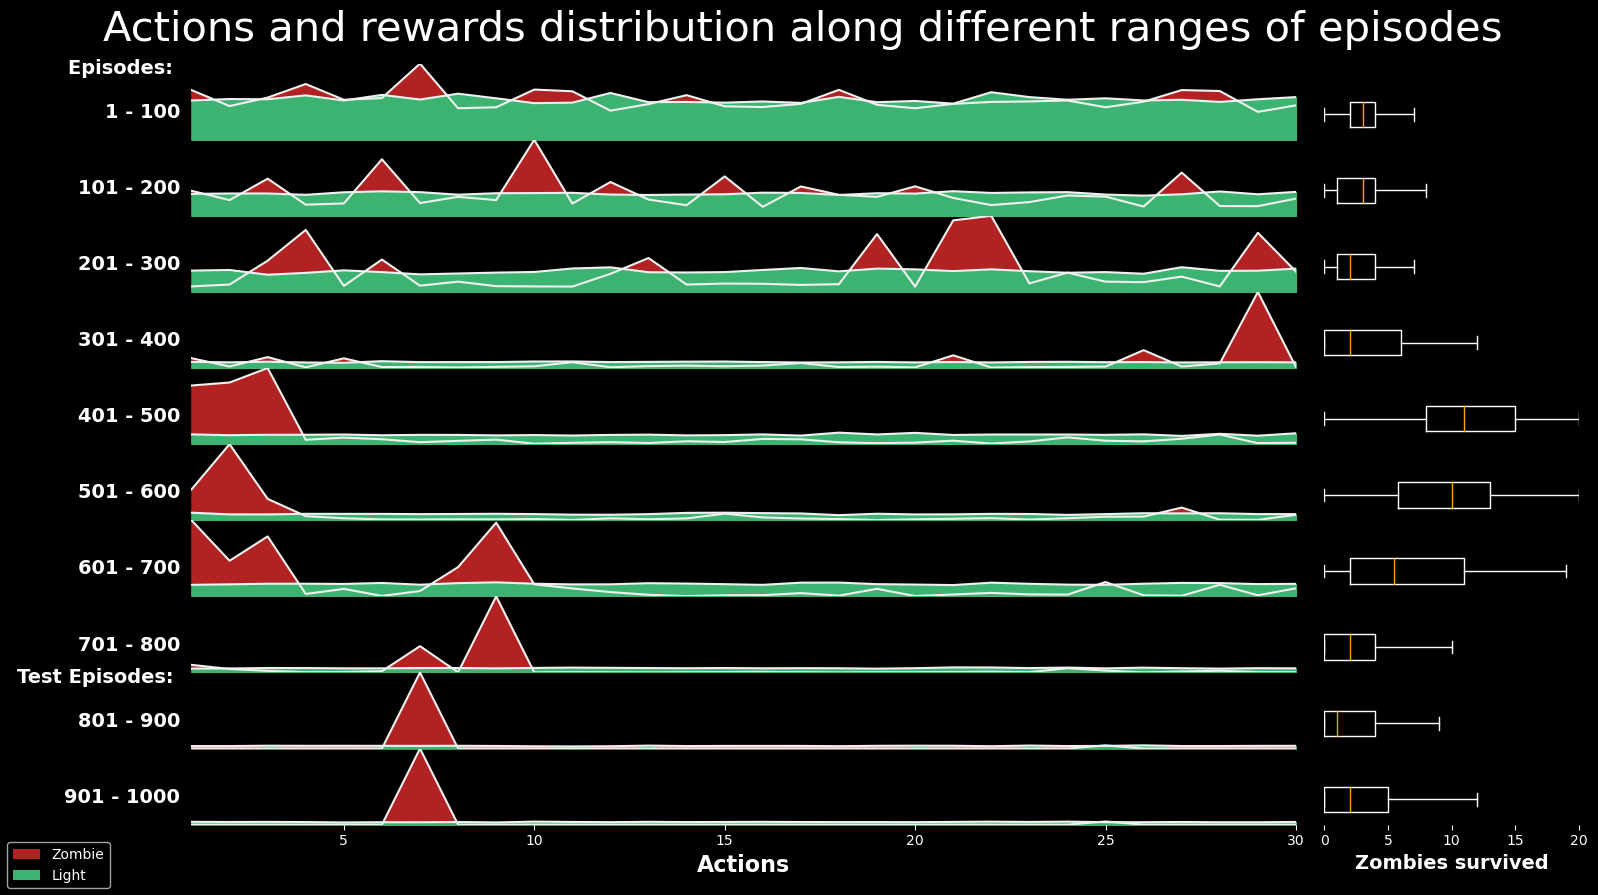 Actions and rewards distribution along different ranges of episodes
Episodes:
1 - 100
101 - 200
201 - 300
301 - 400
401 - 500
501 - 600
601 - 700
701 - 800
Test Episodes:
801 - 900
901 - 1000
5 10 15 20 25 30
0 5 10 15 20
Actions
Zombies survived
Zombie
Light